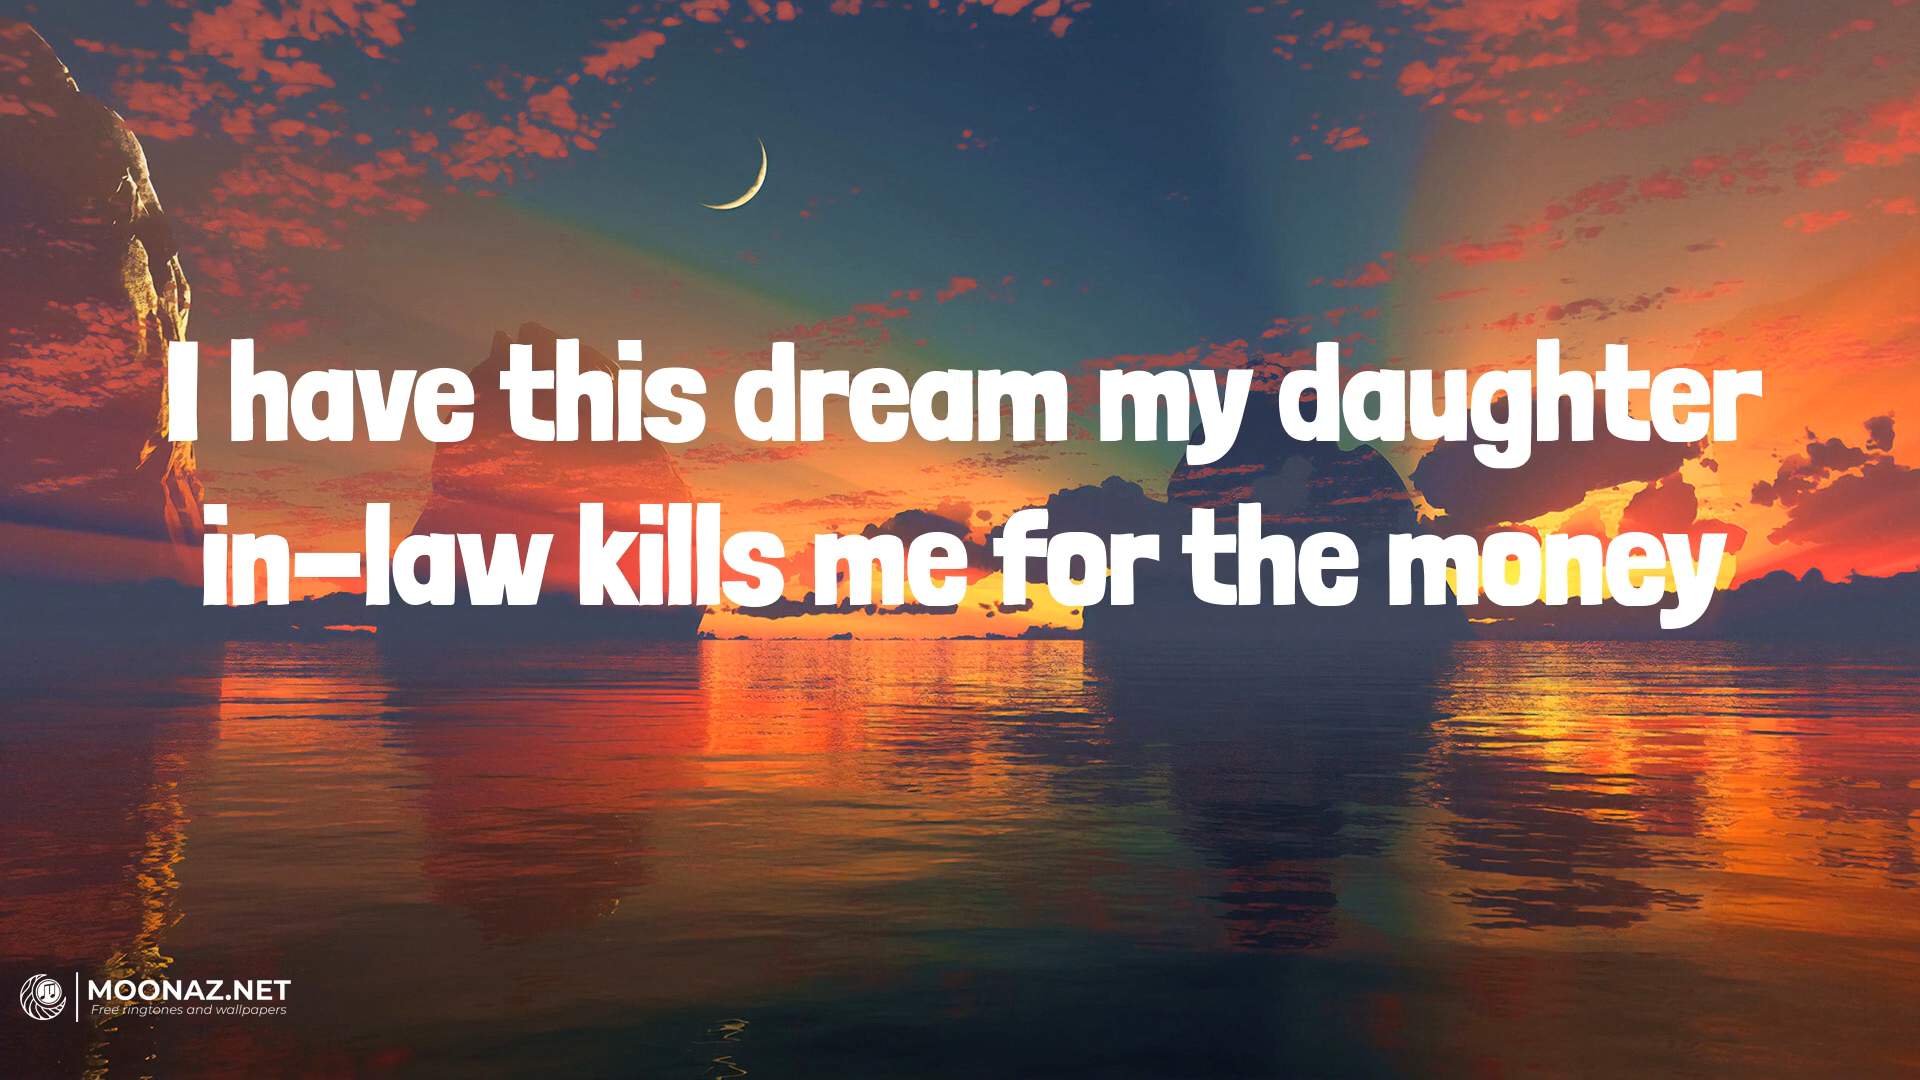 I have this dream my daughter
in-law kills me for the money
MOONAZ.NET
Free ringtones and wallpapers